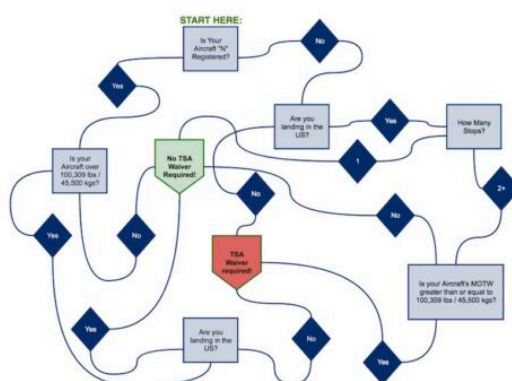 START HERE:
Is Your
Aircraft "N"
Registered?
No
Yes
Are you
landing in the
US?
Yes
How Many
Stops?
Is your
Aircraft over
100,309 lbs /
45,500 kgs?
No TSA
Waiver
Required!
1
2+
No
No
Yes
No
TSA
Waiver
required!
Is your Aircraft's MOTW
greater than or equal to
100,309 lbs / 45,500 kgs?
Yes
Are you
landing in the
US?
No
Yes